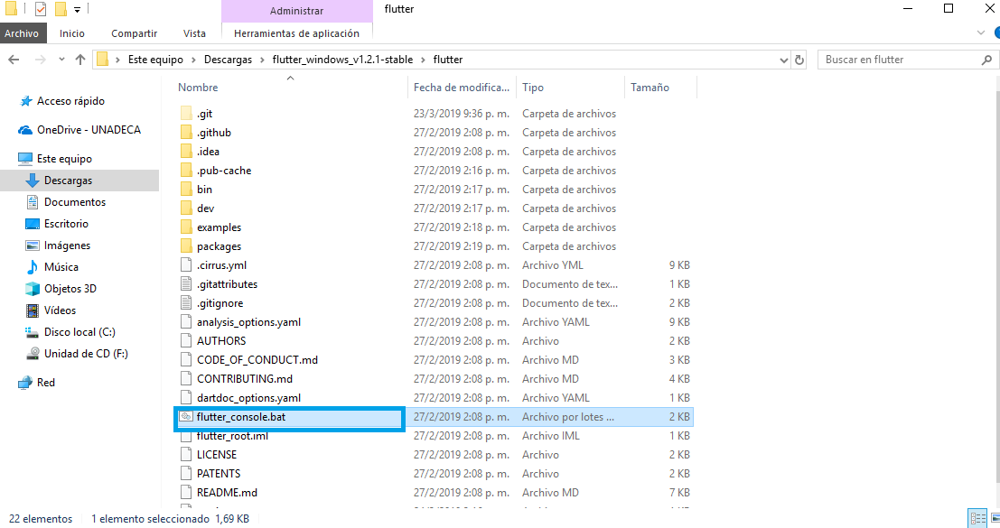 Administrar
flutter
Archivo Inicio Compartir Vista Herramientas de aplicación
Este equipo Descargas flutter_windows_v1.2.1-stable flutter
Buscar en flutter
Nombre Fecha de modifica... Tipo Tamaño
Acceso rápido
OneDrive - UNADECA
Este equipo
Descargas
Documentos
Escritorio
Imágenes
Música
Objetos 3D
Vídeos
Disco local (C:)
Unidad de CD (F:)
Red
.git 23/3/2019 9:36 p. m. Carpeta de archivos
.github 27/2/2019 2:08 p. m. Carpeta de archivos
.idea 27/2/2019 2:08 p. m. Carpeta de archivos
.pub-cache 27/2/2019 2:16 p. m. Carpeta de archivos
bin 27/2/2019 2:17 p. m. Carpeta de archivos
dev 27/2/2019 2:17 p. m. Carpeta de archivos
examples 27/2/2019 2:18 p. m. Carpeta de archivos
packages 27/2/2019 2:19 p. m. Carpeta de archivos
.cirrus.yml 27/2/2019 2:08 p. m. Archivo YML 9 KB
.gitattributes 27/2/2019 2:08 p. m. Documento de tex... 1 KB
.gitignore 27/2/2019 2:08 p. m. Documento de tex... 2 KB
analysis_options.yaml 27/2/2019 2:08 p. m. Archivo YAML 9 KB
AUTHORS 27/2/2019 2:08 p. m. Archivo 2 KB
CODE_OF_CONDUCT.md 27/2/2019 2:08 p. m. Archivo MD 3 KB
CONTRIBUTING.md 27/2/2019 2:08 p. m. Archivo MD 4 KB
dartdoc_options.yaml 27/2/2019 2:08 p. m. Archivo YAML 1 KB
flutter_console.bat 27/2/2019 2:08 p. m. Archivo por lotes ... 2 KB
flutter_root.iml 27/2/2019 2:08 p. m. Archivo IML 1 KB
LICENSE 27/2/2019 2:08 p. m. Archivo 2 KB
PATENTS 27/2/2019 2:08 p. m. Archivo 2 KB
README.md 27/2/2019 2:08 p. m. Archivo MD 7 KB
22 elementos 1 elemento seleccionado 1,69 KB